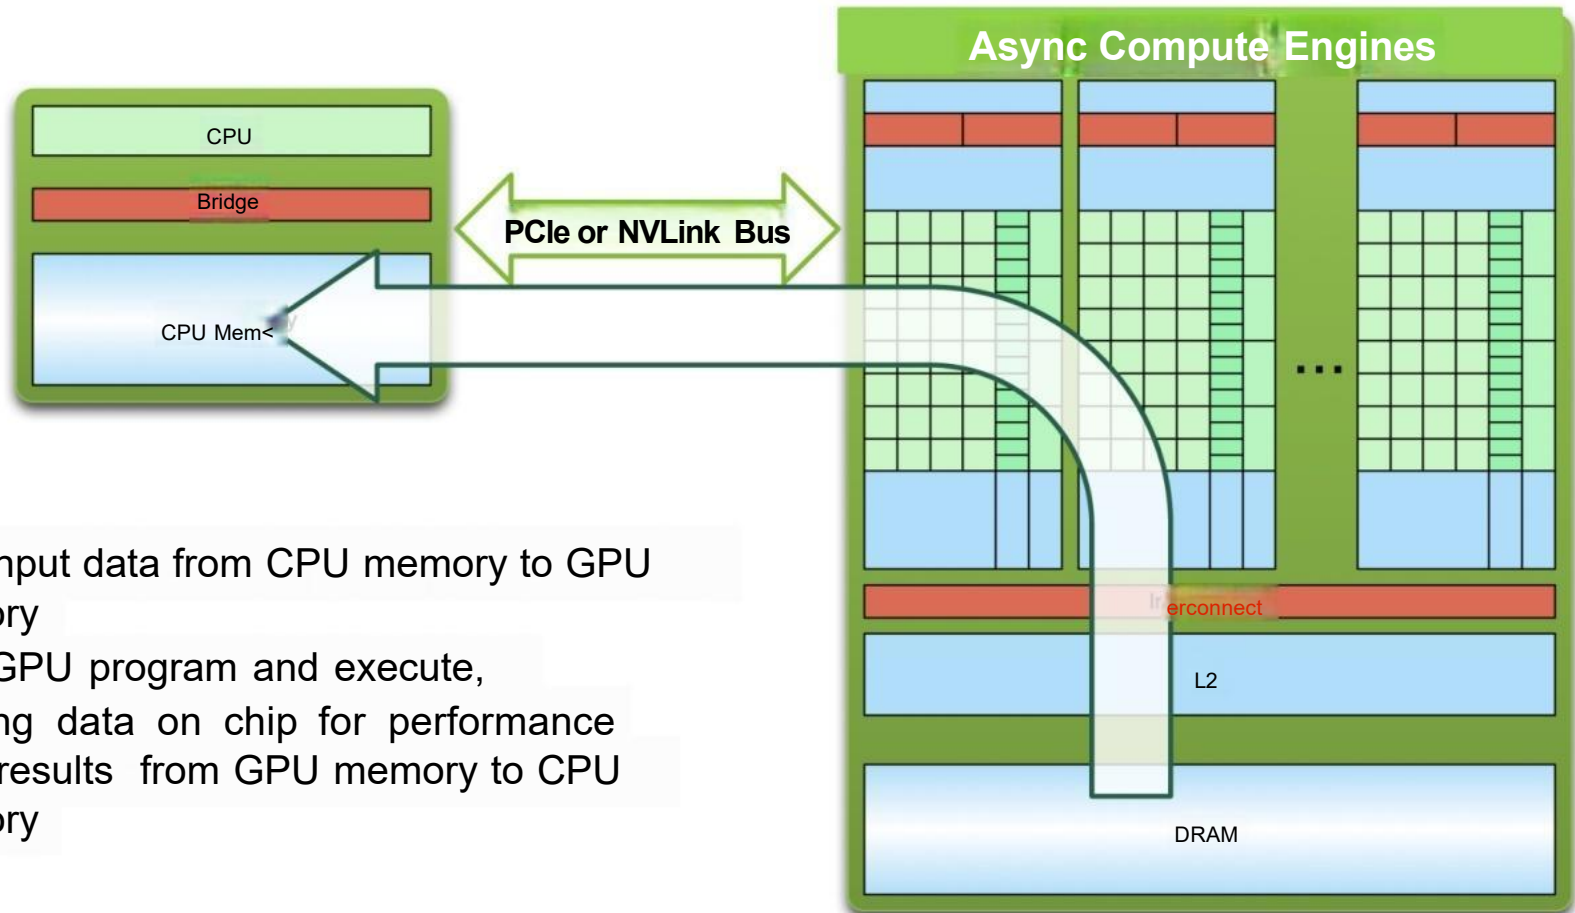 Async Compute Engines
CPU
Bridge
PCIe or NVLink Bus
CPU Mem<
...
nput data from CPU memory to GPU
ory
GPU program and execute,
ng data on chip for performance
results from GPU memory to CPU
ory
erconnect
L2
DRAM